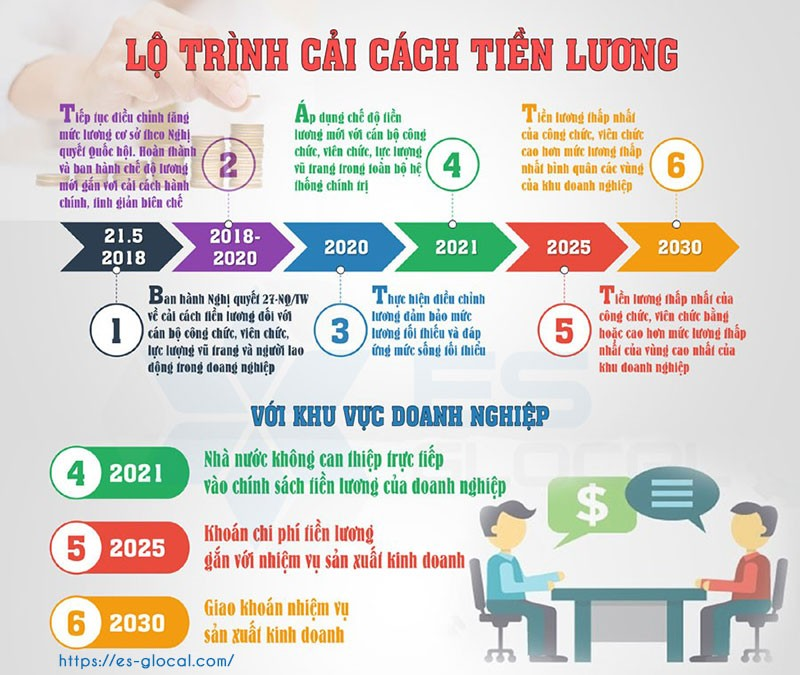 LỘ TRÌNH CẢI CÁCH TIỀN LƯƠNG
Tiếp tục điều chỉnh tăng
mức lương cơ sở theo Nghị
quyết Quốc hội. Hoàn thành
và ban hành chế độ lương
mới gắn với cải cách hành
chính, tinh giản biên chế
2
Áp dụng chế độ tiền
lương mới với cán bộ công
chức, viên chức, lực lượng
vũ trang trong toàn bộ hệ
thống chính trị
4
Tiền lương thấp nhất
của công chức, viên chức
cao hơn mức lương thấp
nhất bình quân các vùng
của khu doanh nghiệp
6
21.5
2018
2018-
2020
2020
2021
2025
2030
1
Ban hành Nghị quyết 27-NQ/TW
về cải cách tiền lương đối với
cán bộ công chức, viên chức,
lực lượng vũ trang và người lao
động trong doang nghiệp
3
Thực hiện điều chỉnh
lương đảm bảo mức
lương tối thiểu và đáp
ứng mức sống tối thiểu
5
Tiền lương thấp nhất của
công chức, viên chức bằng
hoặc cao hơn mức lương thấp
nhất của vùng cao nhất của
khu doanh nghiệp
ES
GLOCAL
VỚI KHU VỰC DOANH NGHIỆP
4 2021
Nhà nước không can thiệp trực tiếp
vào chính sách tiền lương của doanh nghiệp
5 2025
Khoán chi phí tiền lương
gắn với nhiệm vụ sản xuất kinh doanh
6 2030
Giao khoán nhiệm vụ
sản xuất kinh doanh
$
https://es-glocal.com/